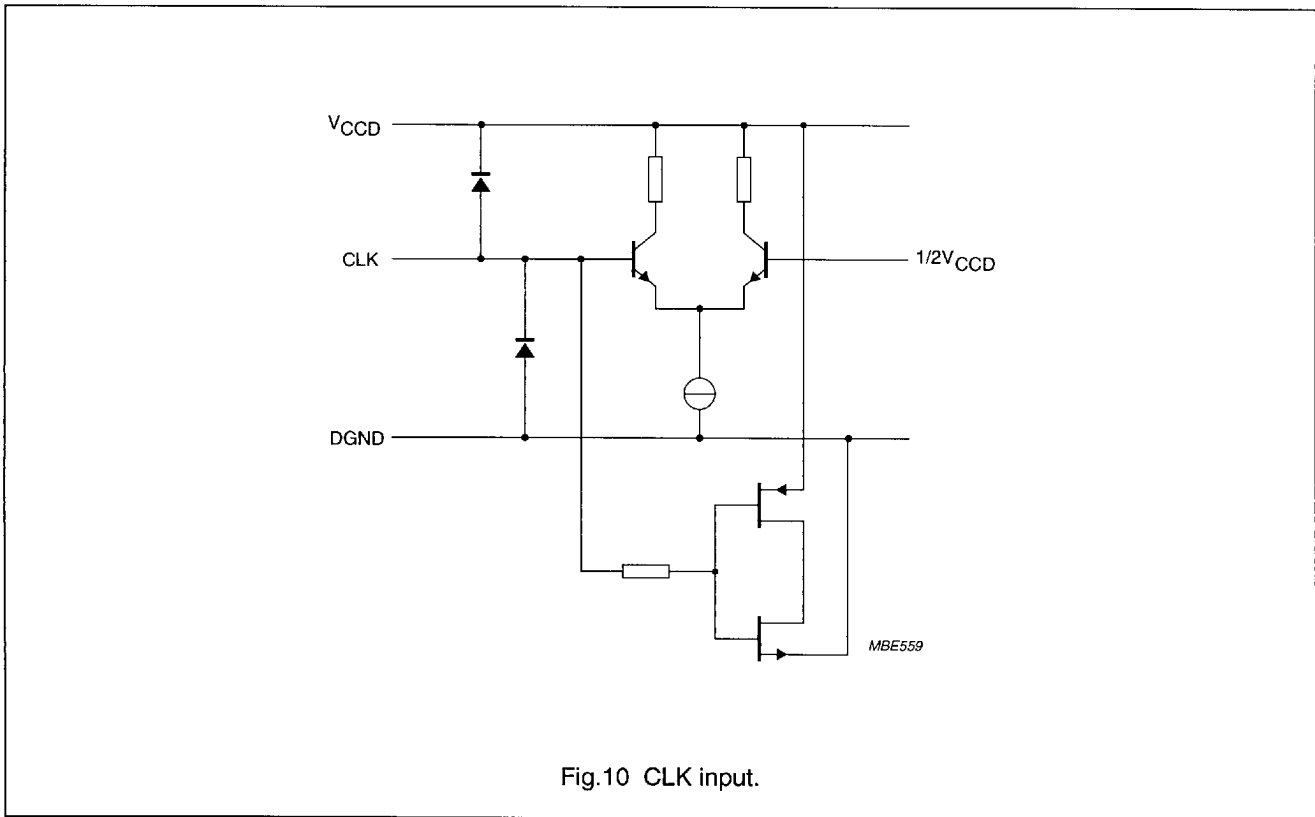 VCCD
CLK
1/2VCCD
DGND
MBE559
Fig.10 CLK input.